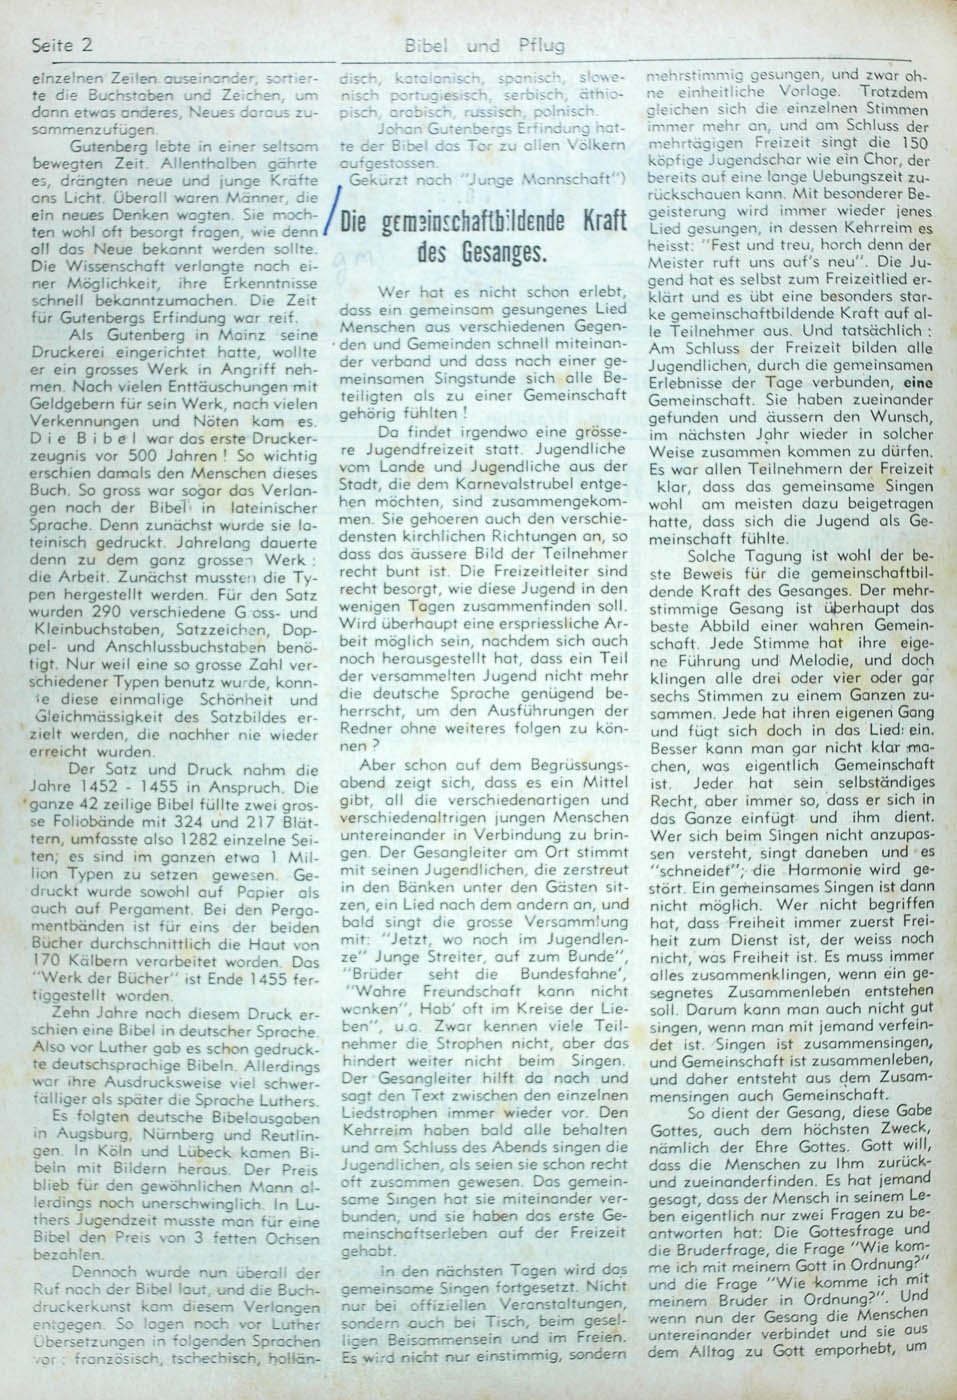 Seite 2
Bibel und Pflug
einzelnen Zeilen auseinander, sortier-
te die Buchstaben und Zeichen, um
dann etwas anderes, Neues daraus zu-
sammenzufügen.
Gutenberg lebte in einer seltsam
bewegten Zeit. Allenthalben gährte
es, drängten neue und junge Kräfte
ans Licht. Überall waren Männer, die
ein neues Denken wagten. Sie moch-
ten wohl oft besorgt fragen, wie denn
all das Neue bekannt werden sollte.
Die Wissenschaft verlangte nach ei-
ner Möglichkeit, ihre Erkenntnisse
schnell bekanntzumachen. Die Zeit
für Gutenbergs Erfindung war reif.
Als Gutenberg in Mainz seine
Druckerei eingerichtet hatte, wollte
er ein grosses Werk in Angriff neh-
men. Nach vielen Enttäuschungen mit
Geldgebern für sein Werk, nach vielen
Verkennungen und Nöten kam es.
Die Bibel war das erste Drucker-
zeugnis vor 500 Jahren! So wichtig
erschien damals den Menschen dieses
Buch. So gross war sogar das Verlan-
gen nach der Bibel in lateinischer
Sprache. Denn zunächst wurde sie la-
teinisch gedruckt. Jahrelang dauerte
denn zu dem ganz grossen Werk :
die Arbeit. Zunächst mussten die Ty-
pen hergestellt werden. Für den Satz
wurden 290 verschiedene Gross- und
Kleinbuchstaben, Satzzeichen, Dop-
pel- und Anschlussbuchstaben benö-
tigt. Nur weil eine so grosse Zahl ver-
schiedener Typen benutz wurde, konn-
te diese einmalige Schönheit und
Gleichmässigkeit des Satzbildes er-
zielt werden, die nachher nie wieder
erreicht wurden.
Der Satz und Druck nahm die
Jahre 1452 - 1455 in Anspruch. Die
ganze 42 zeilige Bibel füllte zwei gros-
se Foliobände mit 324 und 217 Blät-
tern, umfasste also 1282 einzelne Sei-
ten; es sind im ganzen etwa 1 Mil-
lion Typen zu setzen gewesen. Ge-
druckt wurde sowohl auf Papier als
auch auf Pergament. Bei den Perga-
mentbänden ist für eins der beiden
Bücher durchschnittlich die Haut von
170 Kälbern verarbeitet worden. Das
"Werk der Bücher" ist Ende 1455 fer-
tiggestellt worden.
Zehn Jahre nach diesem Druck er-
schien eine Bibel in deutscher Sprache.
Also vor Luther gab es schon gedruck-
te deutschsprachige Bibeln. Allerdings
war ihre Ausdrucksweise viel schwer-
fälliger als später die Sprache Luthers.
Es folgten deutsche Bibelausgaben
in Augsburg, Nürnberg und Reutlin-
gen. In Köln und Lübeck kamen Bi-
beln mit Bildern heraus. Der Preis
blieb für den gewöhnlichen Mann al-
lerdings noch unerschwinglich. In Lu-
thers Jugendzeit musste man für eine
Bibel den Preis von 3 fetten Ochsen
bezahlen.
Dennoch wurde nun überall der
Ruf nach der Bibel laut, und die Buch-
druckerkunst kam diesem Verlangen
entgegen. So lagen noch vor Luther
Übersetzungen in folgenden Sprachen
vor : französisch, tschechisch, hollän-
disch, katalanisch, spanisch, slowe-
nisch portugiesisch, serbisch, äthio-
pisch, arabisch, russisch, polnisch.
Johan Gutenbergs Erfindung hat-
te der Bibel das Tor zu allen Völkern
aufgestossen.
Gekürzt nach "Junge Mannschaft")
Die gemeinschaftbildende Kraft
des Gesanges.
Wer hat es nicht schon erlebt,
dass ein gemeinsam gesungenes Lied
Menschen aus verschiedenen Gegen-
den und Gemeinden schnell miteinan-
der verband und dass nach einer ge-
meinsamen Singstunde sich alle Be-
teiligten als zu einer Gemeinschaft
gehörig fühlten !
Da findet irgendwo eine grösse-
re Jugendfreizeit statt. Jugendliche
vom Lande und Jugendliche aus der
Stadt, die dem Karnevalstrubel entge-
hen möchten, sind zusammengekom-
men. Sie gehoeren auch den verschie-
densten kirchlichen Richtungen an, so
dass das äussere Bild der Teilnehmer
recht bunt ist. Die Freizeitleiter sind
recht besorgt, wie diese Jugend in den
wenigen Tagen zusammenfinden soll.
Wird überhaupt eine erspriessliche Ar-
beit möglich sein, nachdem sich auch
noch herausgestellt hat, dass ein Teil
der versammelten Jugend nicht mehr
die deutsche Sprache genügend be-
herrscht, um den Ausführungen der
Redner ohne weiteres folgen zu kön-
nen ?
Aber schon auf dem Begrüssungs-
abend zeigt sich, dass es ein Mittel
gibt, all die verschiedenartigen und
verschiedenaltrigen jungen Menschen
untereinander in Verbindung zu brin-
gen. Der Gesangleiter am Ort stimmt
mit seinen Jugendlichen, die zerstreut
in den Bänken unter den Gästen sit-
zen, ein Lied nach dem andern an, und
bald singt die grosse Versammlung
mit: "Jetzt, wo noch im Jugendlen-
ze" Junge Streiter, auf zum Bunde",
"Brüder seht die Bundesfahne',
"Wahre Freundschaft kann nicht
wanken", Hab' oft im Kreise der Lie-
ben", u.a. Zwar kennen viele Teil-
nehmer die Strophen nicht, aber das
hindert weiter nicht beim Singen.
Der Gesangleiter hilft da nach und
sagt den Text zwischen den einzelnen
Liedstrophen immer wieder vor. Den
Kehrreim haben bald alle behalten
und am Schluss des Abends singen die
Jugendlichen, als seien sie schon recht
oft zusammen gewesen. Das gemein-
same Singen hat sie miteinander ver-
bunden, und sie haben das erste Ge-
meinschaftserleben auf der Freizeit
gehabt.
In den nächsten Tagen wird das
gemeinsame Singen fortgesetzt. Nicht
nur bei offiziellen Veranstaltungen,
sondern auch bei Tisch, beim gesel-
ligen Beisammensein und im Freien.
Es wird nicht nur einstimmig, sondern
mehrstimmig gesungen, und zwar oh-
ne einheitliche Vorlage. Trotzdem
gleichen sich die einzelnen Stimmen
immer mehr an, und am Schluss der
mehrtägigen Freizeit singt die 150
köpfige Jugendschar wie ein Chor, der
bereits auf eine lange Uebungszeit zu-
rückschauen kann. Mit besonderer Be-
geisterung wird immer wieder jenes
Lied gesungen, in dessen Kehrreim es
heisst: "Fest und treu, horch denn der
Meister ruft uns auf's neu". Die Ju-
gend hat es selbst zum Freizeitlied er-
klärt und es übt eine besonders star-
ke gemeinschaftbildende Kraft auf al-
le Teilnehmer aus. Und tatsächlich :
Am Schluss der Freizeit bilden alle
Jugendlichen, durch die gemeinsamen
Erlebnisse der Tage verbunden, eine
Gemeinschaft. Sie haben zueinander
gefunden und äussern den Wunsch,
im nächsten Jahr wieder in solcher
Weise zusammen kommen zu dürfen.
Es war allen Teilnehmern der Freizeit
klar, dass das gemeinsame Singen
wohl am meisten dazu beigetragen
hatte, dass sich die Jugend als Ge-
meinschaft fühlte.
Solche Tagung ist wohl der be-
ste Beweis für die gemeinschaftbil-
dende Kraft des Gesanges. Der mehr-
stimmige Gesang ist überhaupt das
beste Abbild einer wahren Gemein-
schaft. Jede Stimme hat ihre eige-
ne Führung und Melodie, und doch
klingen alle drei oder vier oder gar
sechs Stimmen zu einem Ganzen zu-
sammen. Jede hat ihren eigenen Gang
und fügt sich doch in das Lied ein.
Besser kann man gar nicht klar ma-
chen, was eigentlich Gemeinschaft
ist. Jeder hat sein selbständiges
Recht, aber immer so, dass er sich in
das Ganze einfügt und ihm dient.
Wer sich beim Singen nicht anzupas-
sen versteht, singt daneben und es
"schneidet"; die Harmonie wird ge-
stört. Ein gemeinsames Singen ist dann
nicht möglich. Wer nicht begriffen
hat, dass Freiheit immer zuerst Frei-
heit zum Dienst ist, der weiss noch
nicht, was Freiheit ist. Es muss immer
alles zusammenklingen, wenn ein ge-
segnetes Zusammenleben entstehen
soll. Darum kann man auch nicht gut
singen, wenn man mit jemand verfein-
det ist. Singen ist zusammensingen,
und Gemeinschaft ist zusammenleben,
und daher entsteht aus dem Zusam-
mensingen auch Gemeinschaft.
So dient der Gesang, diese Gabe
Gottes, auch dem höchsten Zweck,
nämlich der Ehre Gottes. Gott will,
dass die Menschen zu Ihm zurück-
und zueinanderfinden. Es hat jemand
gesagt, dass der Mensch in seinem Le-
ben eigentlich nur zwei Fragen zu be-
antworten hat: Die Gottesfrage und
die Bruderfrage, die Frage "Wie kom-
me ich mit meinem Gott in Ordnung?"
und die Frage "Wie komme ich mit
meinem Bruder in Ordnung?". Und
wenn nun der Gesang die Menschen
untereinander verbindet und sie aus
dem Alltag zu Gott emporhebt, um